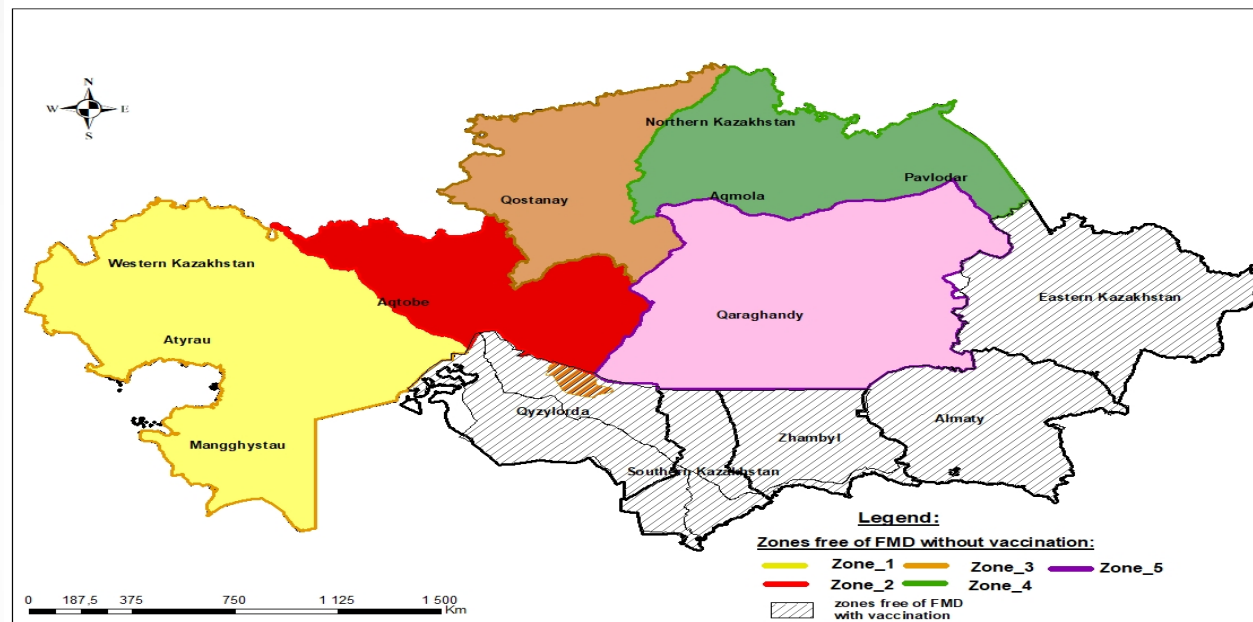 N
W E
S
Northern Kazakhstan
Pavlodar
Qostanay
Aqmola
Western Kazakhstan
Aqtobe
Eastern Kazakhstan
Qaraghandy
Atyrau
Qyzylorda
Almaty
Zhambyl
Mangghystau
Southern Kazakhstan
Legend:
Zones free of FMD without vaccination:
Zone_1 Zone_3 Zone_5
Zone_2 Zone_4
zones free of FMD
with vaccination
0 187,5 375 750 1 125 1 500
Km